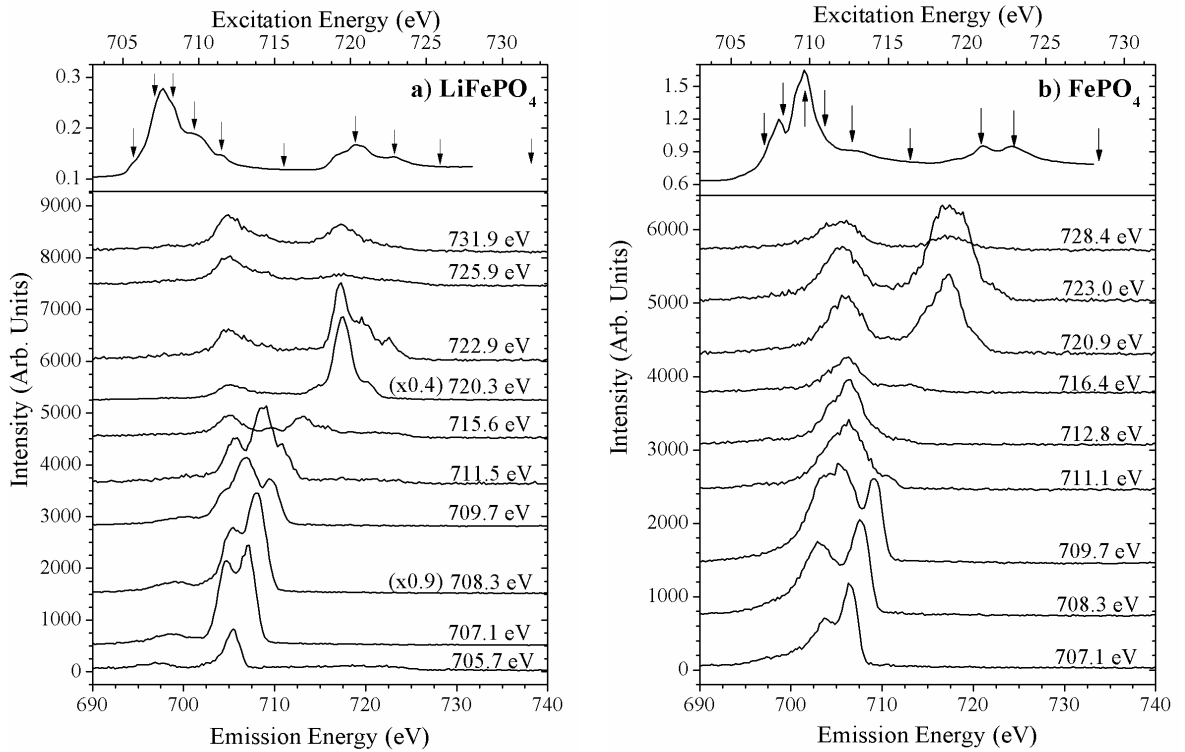 Excitation Energy (eV)
705 710 715 720 725 730
a) LiFePO4
0.3
0.2
0.1
Intensity (Arb. Units)
9000
8000
7000
6000
5000
4000
3000
2000
1000
0
731.9 eV
725.9 eV
722.9 eV
(x0.4) 720.3 eV
715.6 eV
711.5 eV
709.7 eV
(x0.9) 708.3 eV
707.1 eV
705.7 eV
690 700 710 720 730 740
Emission Energy (eV)
Excitation Energy (eV)
705 710 715 720 725 730
b) FePO4
1.5
1.2
0.9
0.6
Intensity (Arb. Units)
6000
5000
4000
3000
2000
1000
0
728.4 eV
723.0 eV
720.9 eV
716.4 eV
712.8 eV
711.1 eV
709.7 eV
708.3 eV
707.1 eV
690 700 710 720 730 740
Emission Energy (eV)